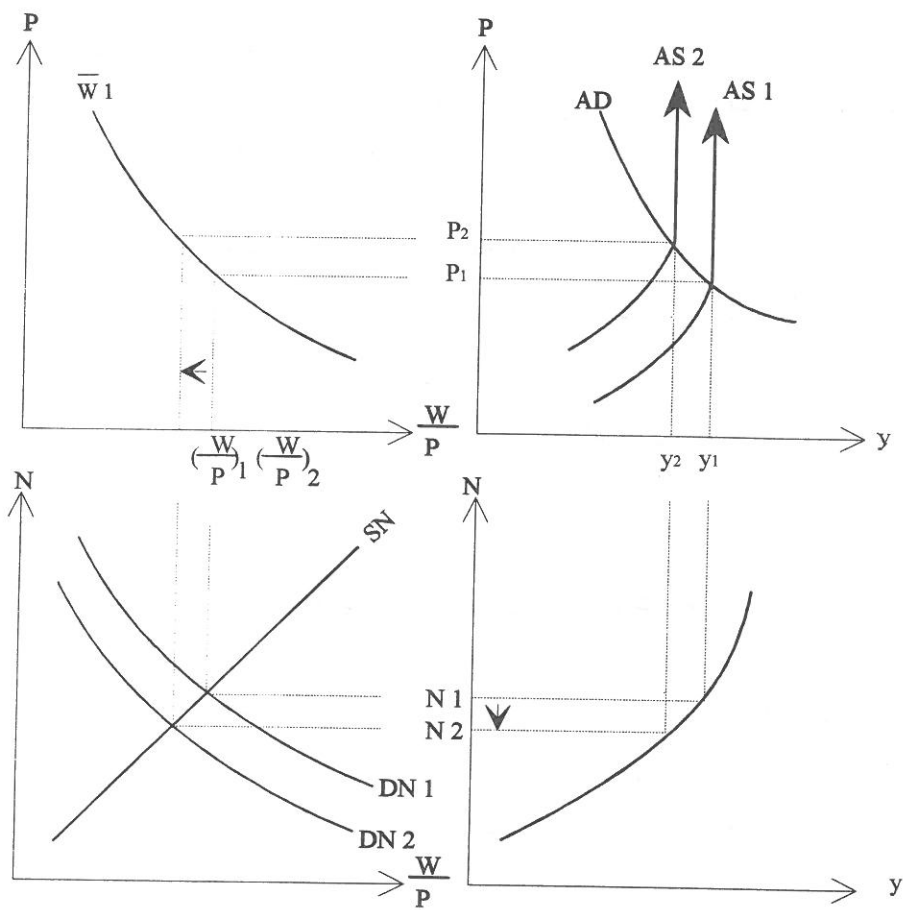 P
W̅ 1
W
P
(W/P)1 (W/P)2
P
AS 2
AS 1
AD
P2
P1
y2 y1
y
N
SN
DN 1
DN 2
W
P
N
N 1
N 2
y